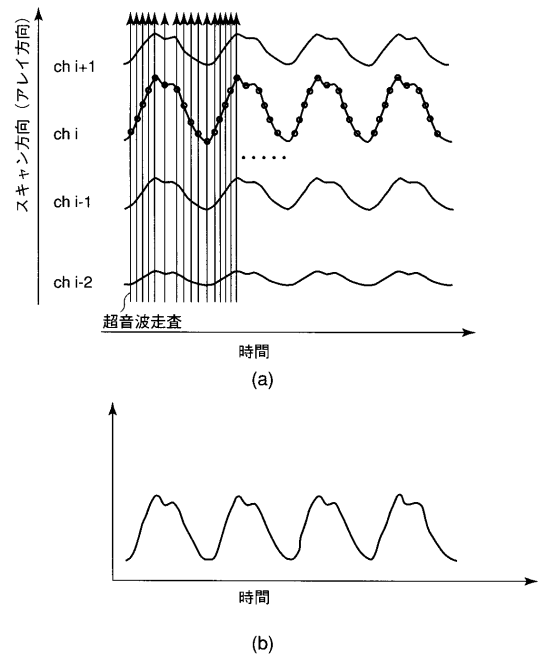 スキャン方向(アレイ方向)
ch i+1
ch i
・・・・・
ch i-1
ch i-2
超音波走査
時間
(a)
時間
(b)